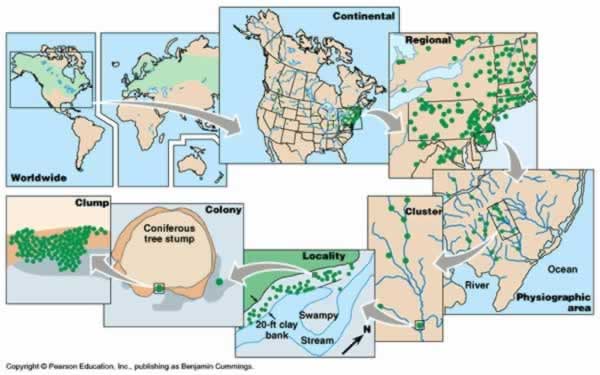 Continental
Regional
Worldwide
Clump
Colony
Coniferous
tree stump
Locality
20-ft clay
bank
Swampy
Stream
N
Cluster
Ocean
River
Physiographic
area
Copyright © Pearson Education, Inc., publishing as Benjamin Cummings.